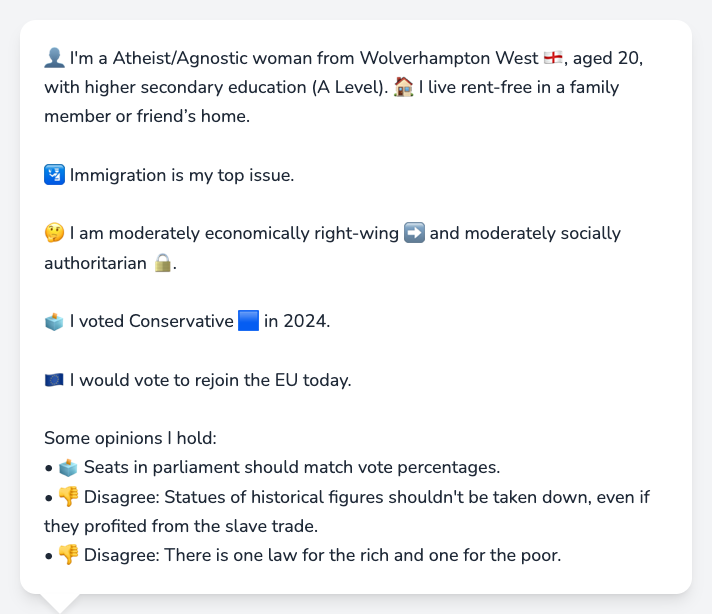 👤 I'm a Atheist/Agnostic woman from Wolverhampton West 🏴󠁧󠁢󠁥󠁮󠁧󠁿, aged 20,
with higher secondary education (A Level). 🏠 I live rent-free in a family
member or friend’s home.
🛂 Immigration is my top issue.
🤔 I am moderately economically right-wing ➡️ and moderately socially
authoritarian 🔒.
🗳️ I voted Conservative 🟦 in 2024.
🇪🇺 I would vote to rejoin the EU today.
Some opinions I hold:
• 🗳️ Seats in parliament should match vote percentages.
• 👎 Disagree: Statues of historical figures shouldn't be taken down, even if
they profited from the slave trade.
• 👎 Disagree: There is one law for the rich and one for the poor.